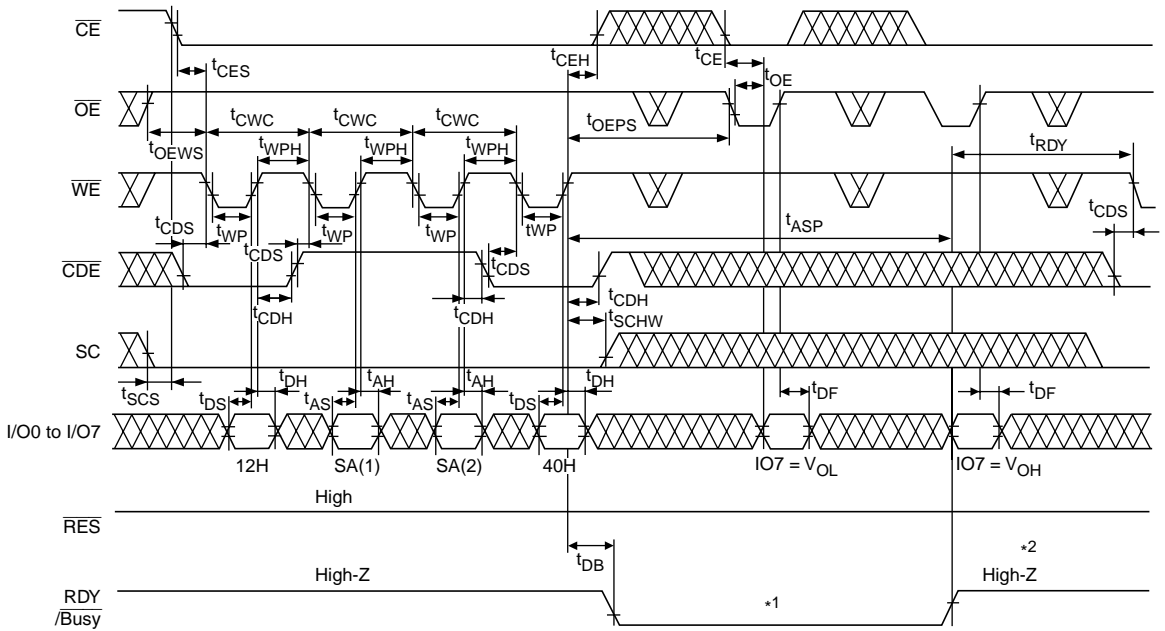 CE
tCES
tCEH
tCE
tOE
OE
tCWC
tCWC
tCWC
tOEPS
tOEWS
tWPH
tWPH
tWPH
tRDY
WE
tCDS
tWP
tCDS
tWP
tWP
tWP
tASP
tCDS
CDE
tCDS
tCDH
tCDH
tCDH
tSCHW
SC
tSCS
tDH
tAH
tAH
tDH
tDS
tAS
tAS
tDS
tDF
tDF
I/O0 to I/O7
12H
SA(1)
SA(2)
40H
IO7 = VOL
IO7 = VOH
High
RES
tDB
*2
High-Z
High-Z
RDY
/Busy
*1